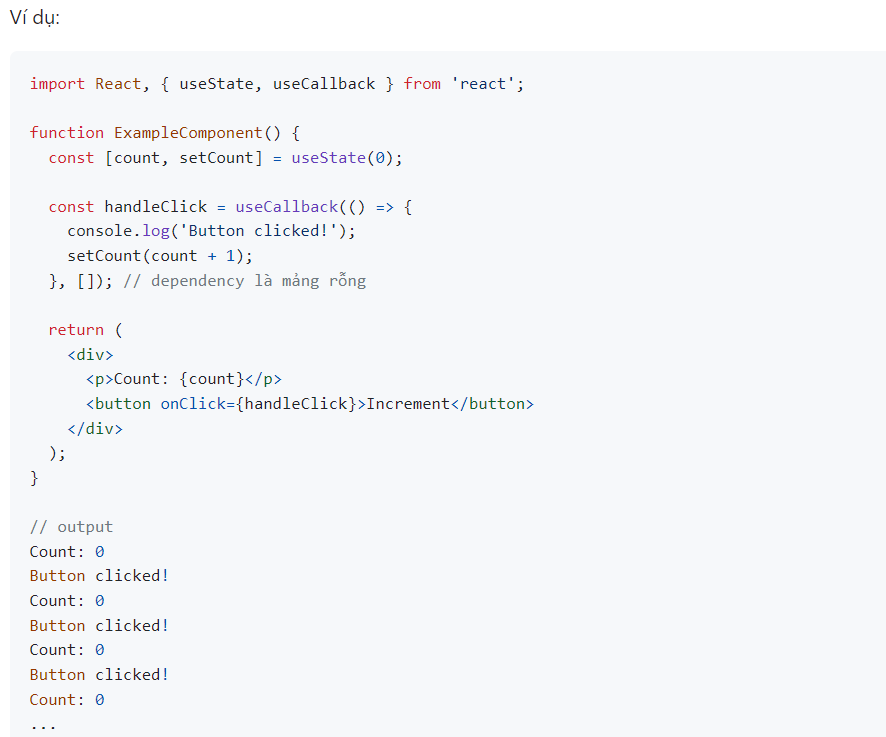 Ví dụ:
import React, { useState, useCallback } from 'react';
function ExampleComponent() {
  const [count, setCount] = useState(0);
  const handleClick = useCallback(() => {
    console.log('Button clicked!');
    setCount(count + 1);
  }, []); // dependency là mảng rỗng
  return (
    <div>
      <p>Count: {count}</p>
      <button onClick={handleClick}>Increment</button>
    </div>
  );
}
// output
Count: 0
Button clicked!
Count: 0
Button clicked!
Count: 0
Button clicked!
Count: 0
...